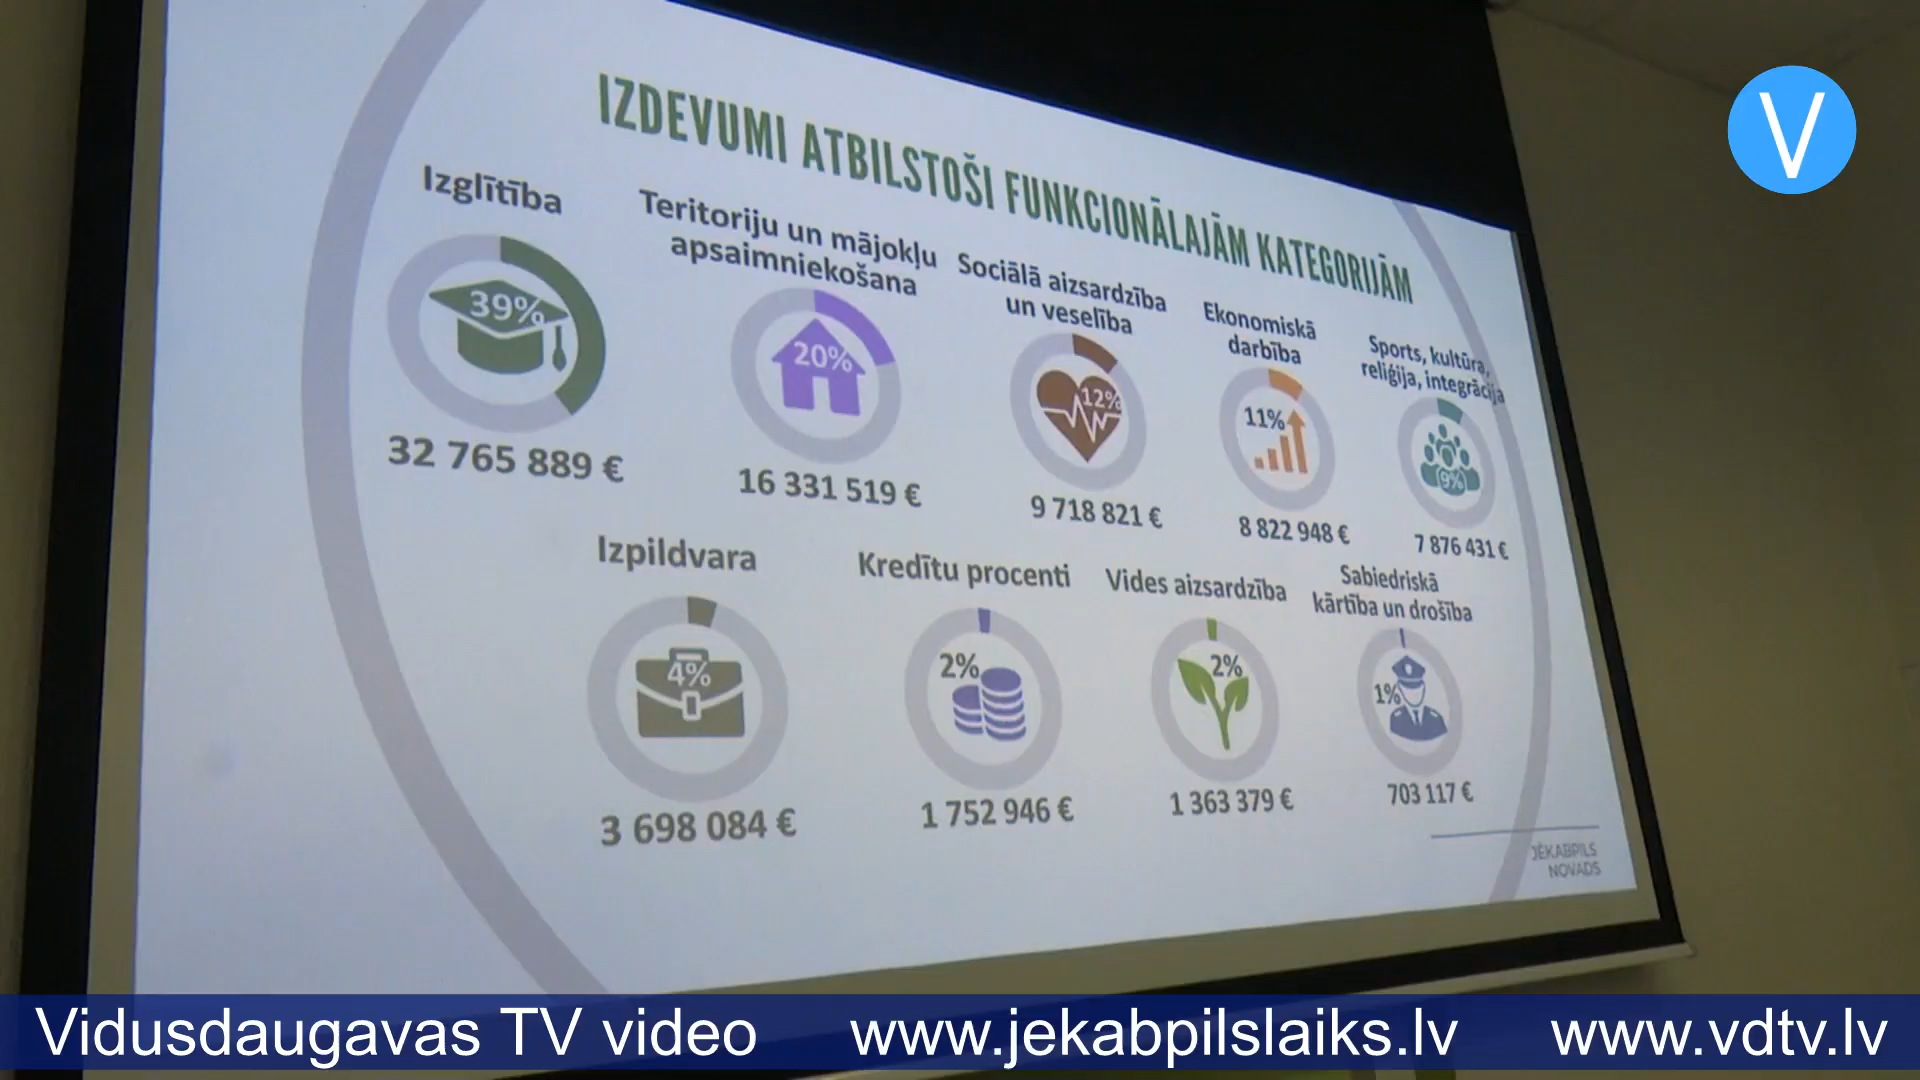 V
IZDEVUMI ATBILSTOŠI FUNKCIONĀLAJĀM KATEGORIJĀM
Izglītība
39%
32 765 889 €
Teritoriju un mājokļu
apsaimniekošana
20%
16 331 519 €
Sociālā aizsardzība
un veselība
12%
9 718 821 €
Ekonomiskā
darbība
11%
8 822 948 €
Sports, kultūra,
reliģija, integrācija
9%
7 876 431 €
Izpildvara
4%
3 698 084 €
Kredītu procenti
2%
1 752 946 €
Vides aizsardzība
2%
1 363 379 €
Sabiedriskā
kārtība un drošība
1%
703 117 €
JĒKABPILS
NOVADS
Vidusdaugavas TV video www.jekabpilslaiks.lv www.vdtv.lv